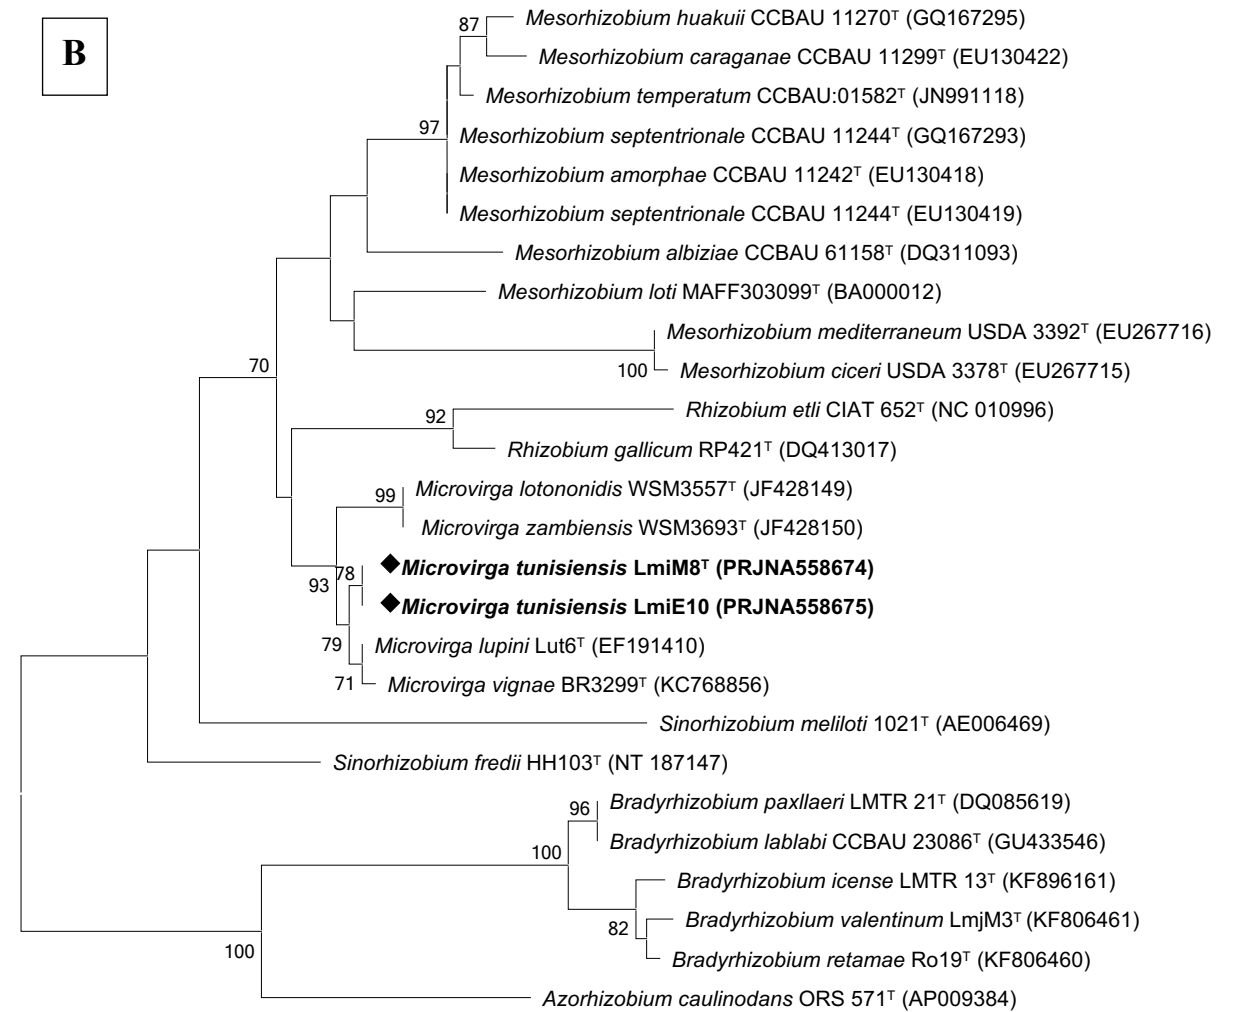 B
87
Mesorhizobium huakuii CCBAU 11270ᵀ (GQ167295)
Mesorhizobium caraganae CCBAU 11299ᵀ (EU130422)
Mesorhizobium temperatum CCBAU:01582ᵀ (JN991118)
97
Mesorhizobium septentrionale CCBAU 11244ᵀ (GQ167293)
Mesorhizobium amorphae CCBAU 11242ᵀ (EU130418)
Mesorhizobium septentrionale CCBAU 11244ᵀ (EU130419)
Mesorhizobium albiziae CCBAU 61158ᵀ (DQ311093)
Mesorhizobium loti MAFF303099ᵀ (BA000012)
Mesorhizobium mediterraneum USDA 3392ᵀ (EU267716)
70
100
Mesorhizobium ciceri USDA 3378ᵀ (EU267715)
Rhizobium etli CIAT 652ᵀ (NC 010996)
92
Rhizobium gallicum RP421ᵀ (DQ413017)
Microvirga lotononidis WSM3557ᵀ (JF428149)
99
Microvirga zambiensis WSM3693ᵀ (JF428150)
◆Microvirga tunisiensis LmiM8ᵀ (PRJNA558674)
78
93
◆Microvirga tunisiensis LmiE10 (PRJNA558675)
79
Microvirga lupini Lut6ᵀ (EF191410)
71
Microvirga vignae BR3299ᵀ (KC768856)
Sinorhizobium meliloti 1021ᵀ (AE006469)
Sinorhizobium fredii HH103ᵀ (NT 187147)
96
Bradyrhizobium paxllaeri LMTR 21ᵀ (DQ085619)
Bradyrhizobium lablabi CCBAU 23086ᵀ (GU433546)
100
Bradyrhizobium icense LMTR 13ᵀ (KF896161)
82
Bradyrhizobium valentinum LmjM3ᵀ (KF806461)
Bradyrhizobium retamae Ro19ᵀ (KF806460)
100
Azorhizobium caulinodans ORS 571ᵀ (AP009384)